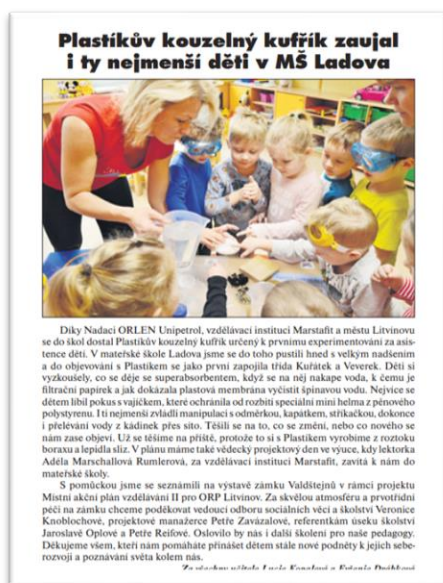 Plastíkův kouzelný kufřík zaujal
i ty nejmenší děti v MŠ Ladova
Díky Nadaci ORLEN Unipetrol, vzdělávací instituci Marstafit a městu Litvínovu
se do škol dostal Plastíkův kouzelný kufřík určený k prvnímu experimentování za asis-
tence dětí. V mateřské škole Ladova jsme se do toho pustili hned s velkým nadšením
a do objevování s Plastíkem se jako první zapojila třída Kuřátek a Veverek. Děti si
vyzkoušely, co se děje se superabsorbentem, když se na něj nakape voda, k čemu je
filtrační papírek a jak dokázala plastová membrána vyčistit špinavou vodu. Nejvíce se
dětem líbil pokus s vajíčkem, které ochránila od rozbití speciální mini helma z pěnového
polystyrenu. I ti nejmenší zvládli manipulaci s odměrkou, kapátkem, stříkačkou, dokonce
i přelévání vody z kádinek přes síto. Těšili se na to, co se změní, nebo co nového se
nám zase objeví. Už se těšíme na příště, protože to si s Plastíkem vyrobíme z roztoku
boraxu a lepidla sliz. V plánu máme také vědecký projektový den ve výuce, kdy lektorka
Adéla Marschallová Rumlerová, za vzdělávací instituci Marstafit, zavítá k nám do
mateřské školy.
S pomůckou jsme se seznámili na výstavě zámku Valdštejnů v rámci projektu
Místní akční plán vzdělávání II pro ORP Litvínov. Za skvělou atmosféru a prvotřídní
péči na zámku chceme poděkovat vedoucí odboru sociálních věcí a školství Veronice
Knoblochové, projektové manažerce Petře Zavázalové, referentkám úseku školství
Jaroslavě Oplové a Petře Reifové. Oslovilo by nás i další školení pro naše pedagogy.
Děkujeme všem, kteří nám pomáháte přinášet dětem stále nové podněty k jejich sebe-
rozvoji a poznávání světa kolem nás.
Za všechny učitele Lucie